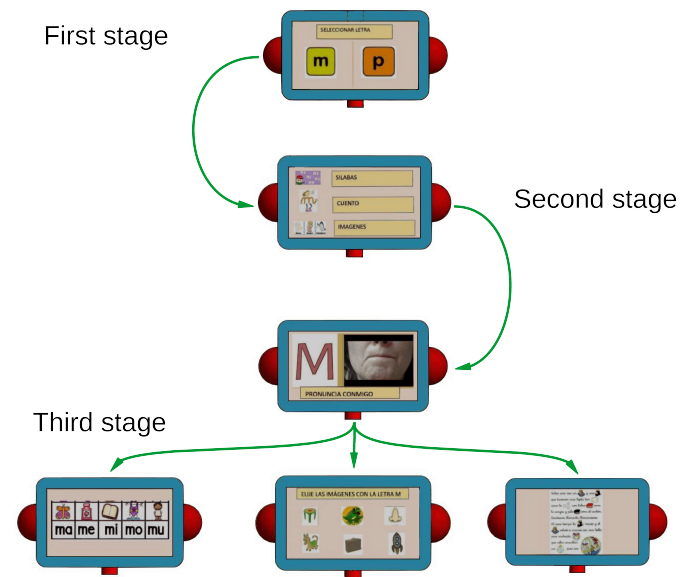 First stage
SELECCIONAR LETRA
m p
SILABAS
Second stage
CUENTO
IMAGENES
M
PRONUNCIA CONMIGO
Third stage
ma me mi mo mu
ELIJE LAS IMÁGENES CON LA LETRA M